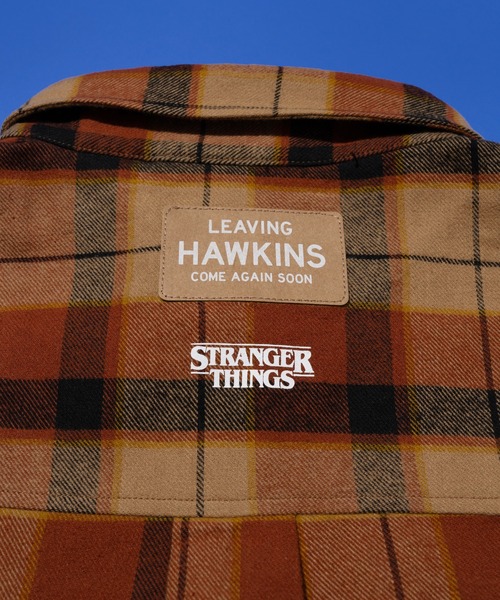 LEAVING
HAWKINS
COME AGAIN SOON
STRANGER
THINGS